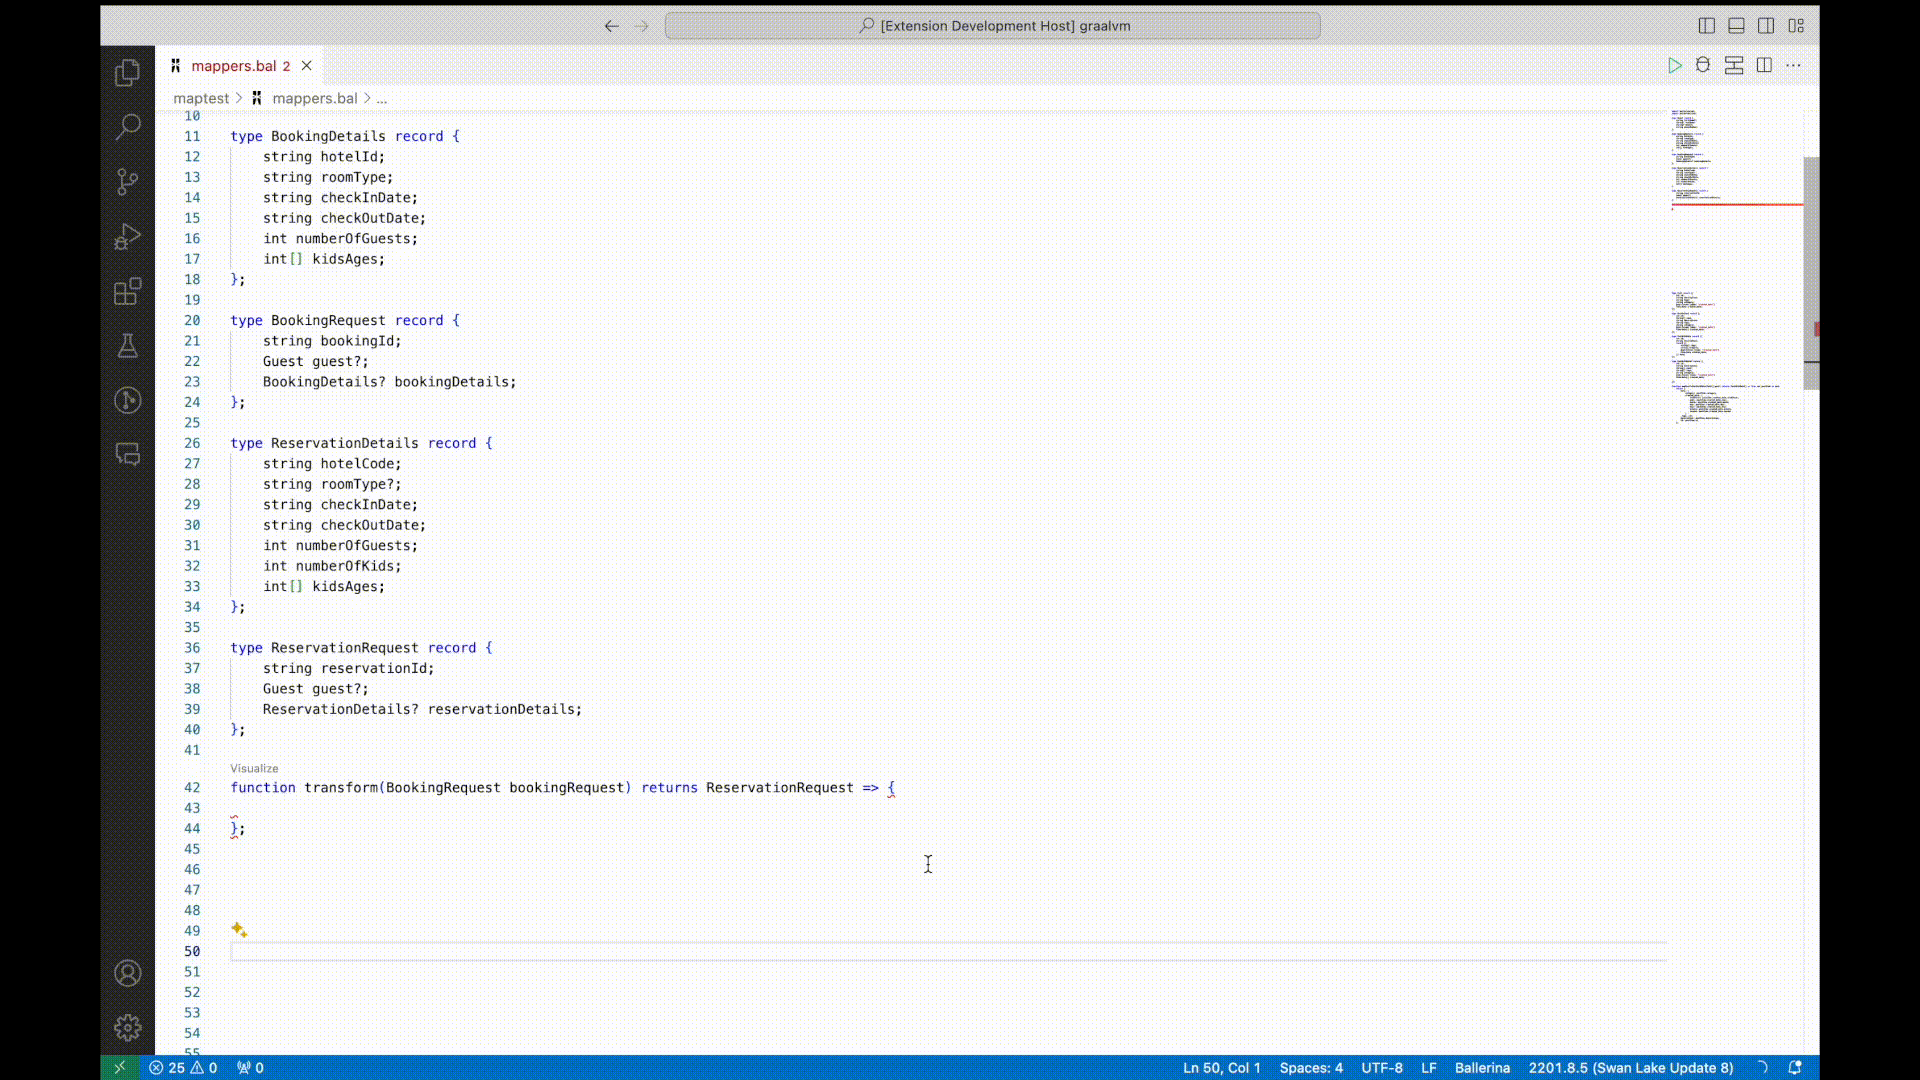 [Extension Development Host] graalvm
mappers.bal 2
maptest > mappers.bal > ...
10
11 type BookingDetails record {
12 string hotelId;
13 string roomType;
14 string checkInDate;
15 string checkOutDate;
16 int numberOfGuests;
17 int[] kidsAges;
18 };
19
20 type BookingRequest record {
21 string bookingId;
22 Guest guest?;
23 BookingDetails? bookingDetails;
24 };
25
26 type ReservationDetails record {
27 string hotelCode;
28 string roomType?;
29 string checkInDate;
30 string checkOutDate;
31 int numberOfGuests;
32 int numberOfKids;
33 int[] kidsAges;
34 };
35
36 type ReservationRequest record {
37 string reservationId;
38 Guest guest?;
39 ReservationDetails? reservationDetails;
40 };
41
Visualize
42 function transform(BookingRequest bookingRequest) returns ReservationRequest => {
43
44 };
45
46
47
48
49
50
51
52
53
54
55
25 0 0 Ln 50, Col 1 Spaces: 4 UTF-8 LF Ballerina 2201.8.5 (Swan Lake Update 8)